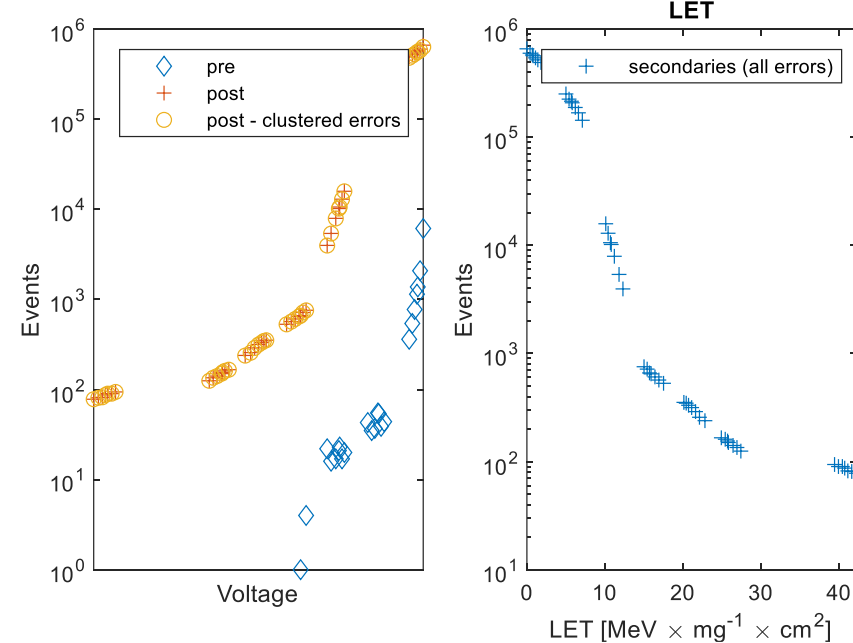 10^6
10^5
10^4
10^3
10^2
10^1
10^0
Events
Voltage
pre
post
post - clustered errors
LET
10^6
10^5
10^4
10^3
10^2
10^1
Events
secondaries (all errors)
0 10 20 30 40
LET [MeV × mg^-1 × cm^2]